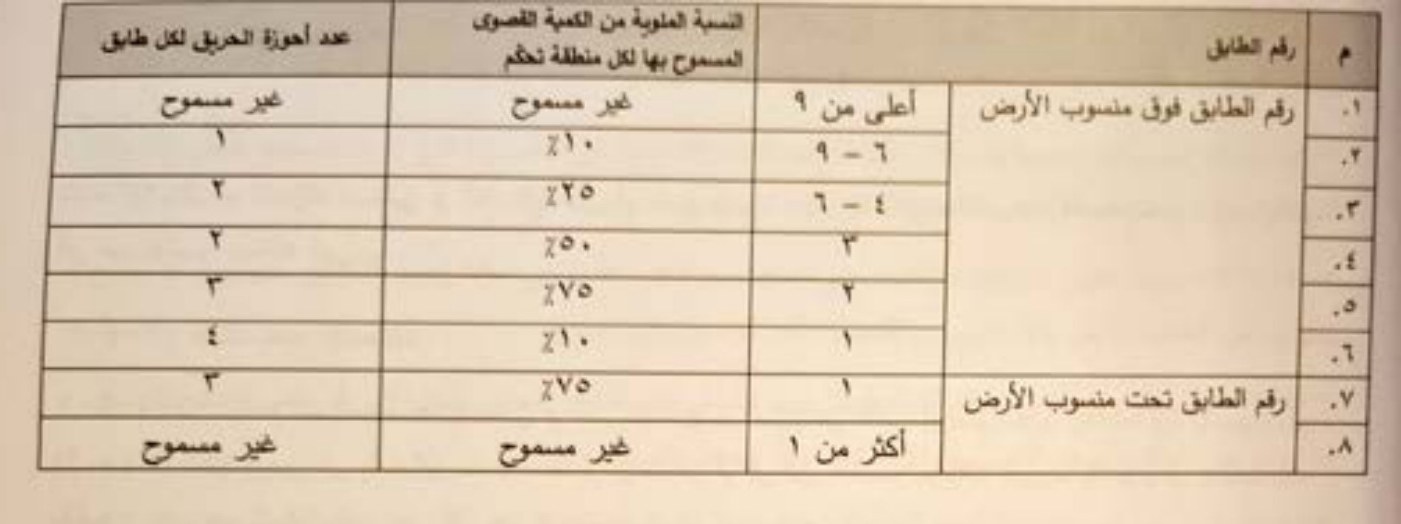 م رقم الطابق النسبة المئوية من الكمية القصوى المسموح بها لكل منطقة تحكم عدد أحوزة الحريق لكل طابق
١. رقم الطابق فوق منسوب الأرض أعلى من ٩ غير مسموح غير مسموح
٢. ٦ – ٩ ٪١٠ ١
٣. ٤ – ٦ ٪٢٥ ٢
٤. ٣ ٪٥٠ ٢
٥. ٢ ٪٧٥ ٣
٦. ١ ٪١٠ ٤
٧. رقم الطابق تحت منسوب الأرض ١ ٪٧٥ ٣
٨. أكثر من ١ غير مسموح غير مسموح